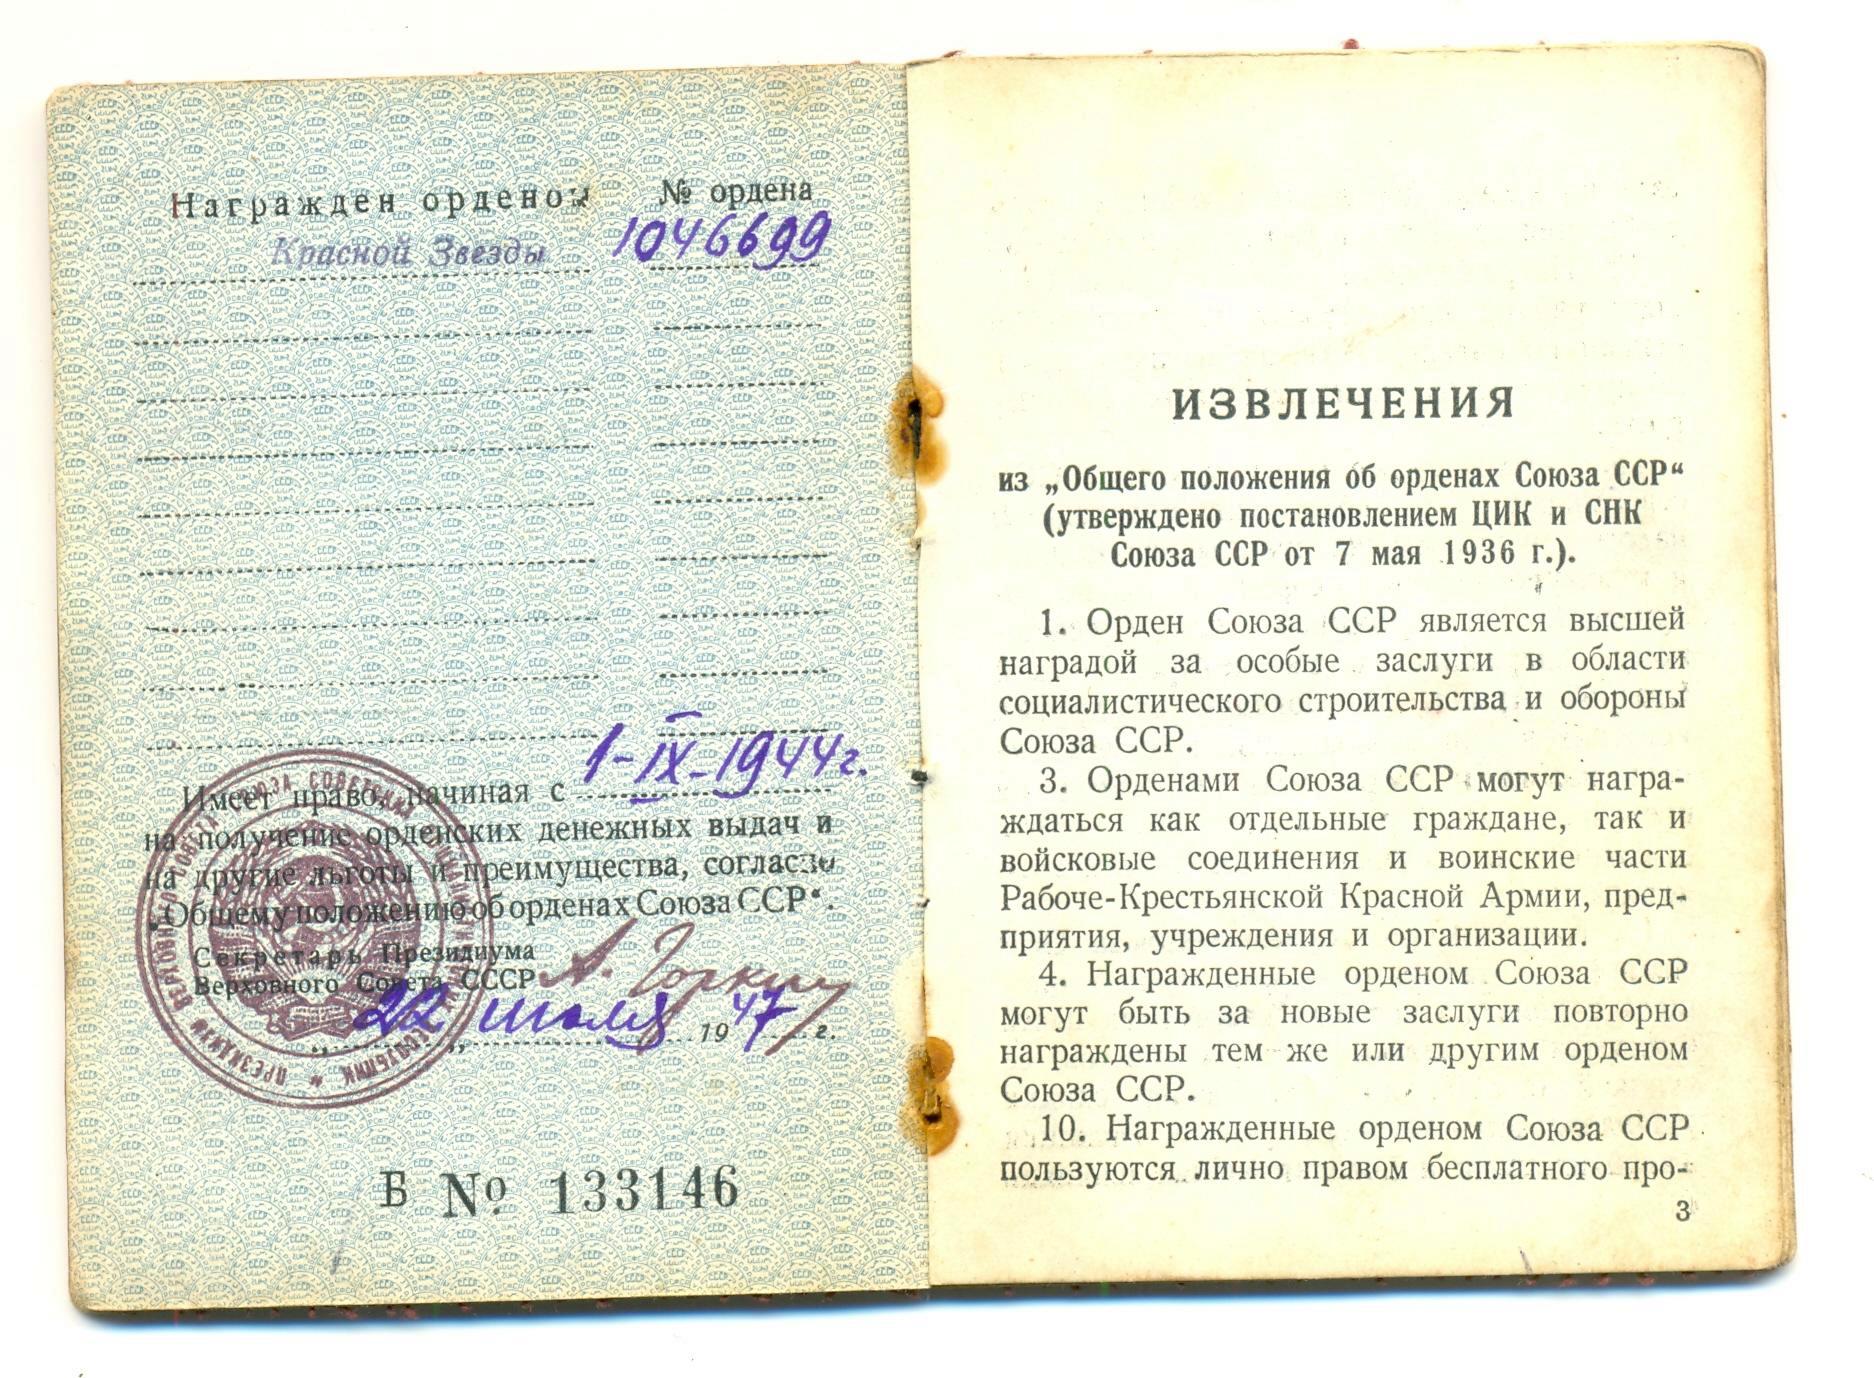 Награжден орденом № ордена
Красной Звезды 1046699
1-IX-1944г.
Имеет право, начиная с
на получение орденских денежных выдач и
на другие льготы и преимущества, согласно
„Общему положению об орденах Союза ССР“.
Секретарь Президиума
Верховного Совета СССР А. Горкин
„22„ июля 1947 г.
Б № 133146
ИЗВЛЕЧЕНИЯ
из „Общего положения об орденах Союза ССР“
(утверждено постановлением ЦИК и СНК
Союза ССР от 7 мая 1936 г.).
1. Орден Союза ССР является высшей
наградой за особые заслуги в области
социалистического строительства и обороны
Союза ССР.
3. Орденами Союза ССР могут награ-
ждаться как отдельные граждане, так и
войсковые соединения и воинские части
Рабоче-Крестьянской Красной Армии, пред-
приятия, учреждения и организации.
4. Награжденные орденом Союза ССР
могут быть за новые заслуги повторно
награждены тем же или другим орденом
Союза ССР.
10. Награжденные орденом Союза ССР
пользуются лично правом бесплатного про-
3